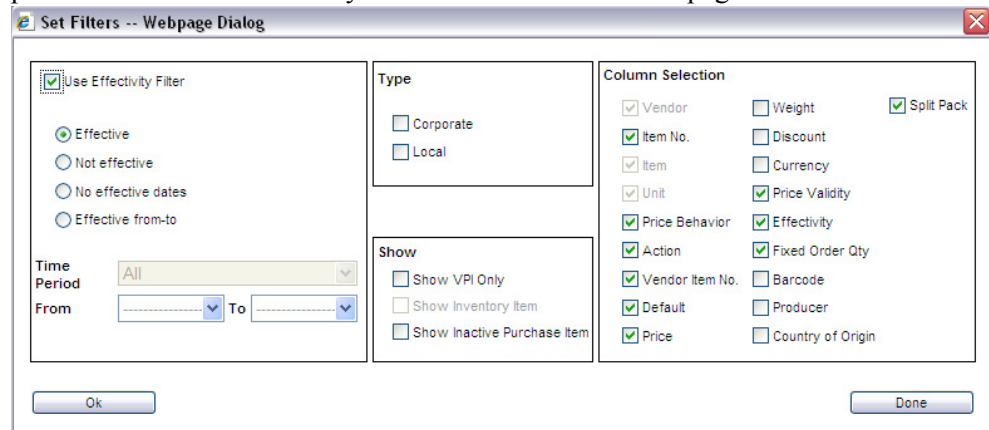 Set Filters -- Webpage Dialog
Use Effectivity Filter
Effective
Not effective
No effective dates
Effective from-to
Time Period
All
From ---------------- To ----------------
Type
Corporate
Local
Show
Show VPI Only
Show Inventory Item
Show Inactive Purchase Item
Column Selection
Vendor
Item No.
Item
Unit
Price Behavior
Action
Vendor Item No.
Default
Price
Weight
Discount
Currency
Price Validity
Effectivity
Fixed Order Qty
Barcode
Producer
Country of Origin
Split Pack
Ok
Done